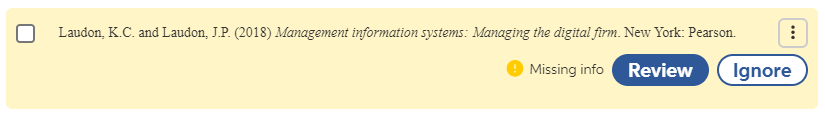 Laudon, K.C. and Laudon, J.P. (2018) Management information systems: Managing the digital firm. New York: Pearson.
Missing info Review Ignore